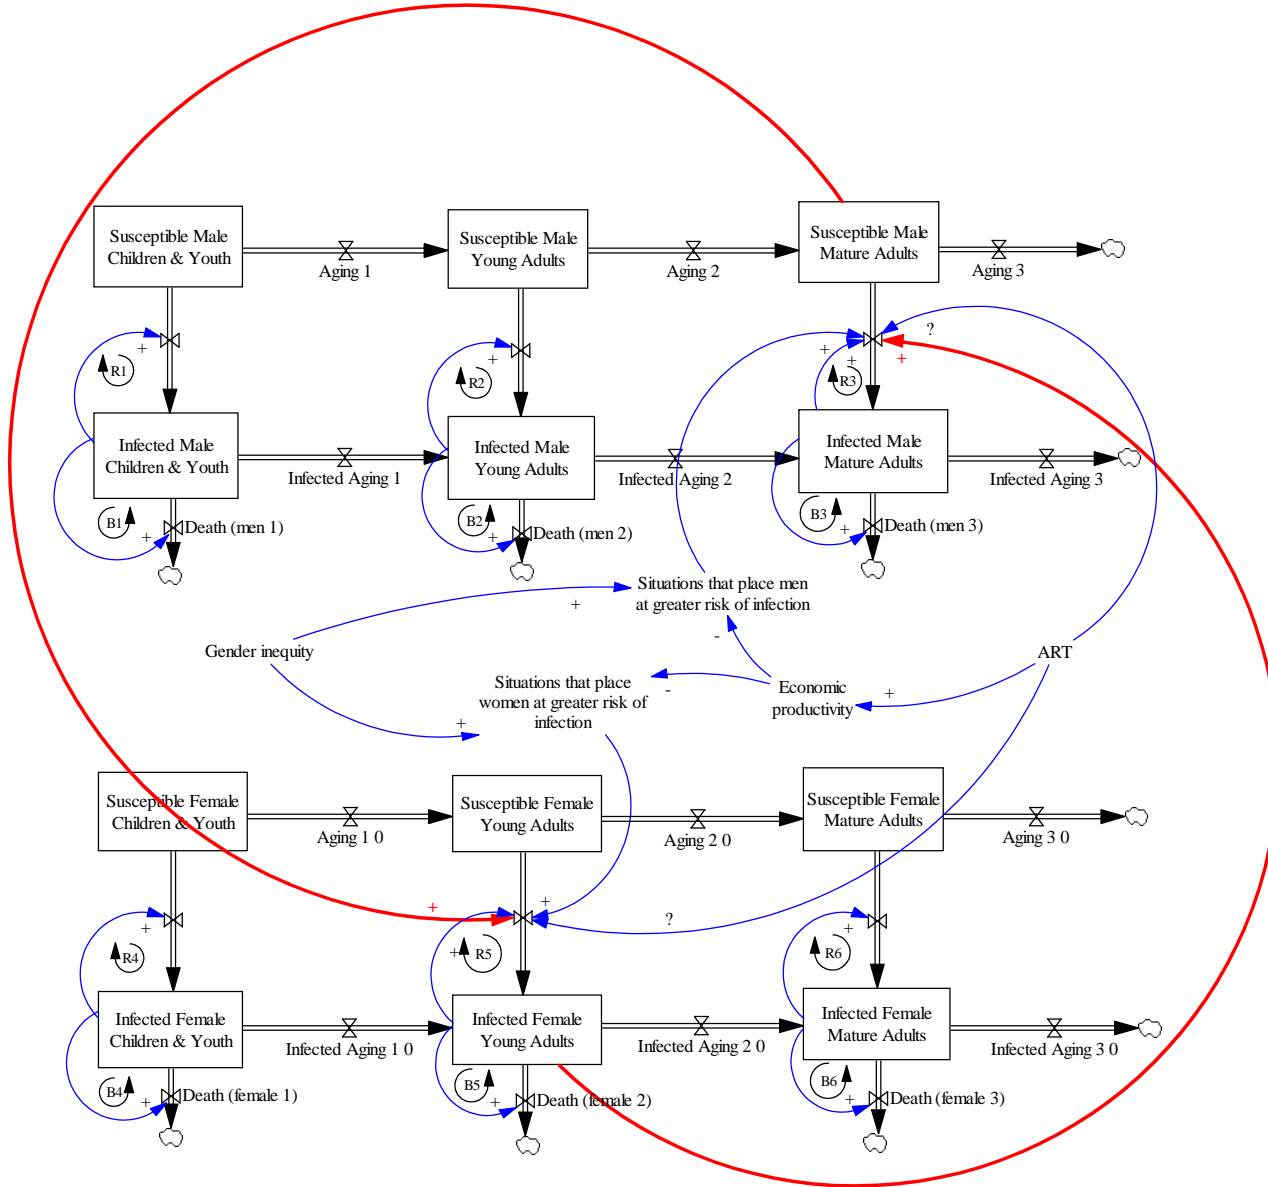 Susceptible Male
Children & Youth
Aging 1
Susceptible Male
Young Adults
Aging 2
Susceptible Male
Mature Adults
Aging 3
+
R1
+
R2
+
+
?
+
R3
Infected Male
Children & Youth
Infected Aging 1
Infected Male
Young Adults
Infected Aging 2
Infected Male
Mature Adults
Infected Aging 3
B1
+
Death (men 1)
B2
+
Death (men 2)
B3
+
Death (men 3)
Situations that place men
at greater risk of infection
+
-
Gender inequity
ART
Situations that place
women at greater risk of
infection
+
-
Economic
productivity
+
Susceptible Female
Children & Youth
Aging 1 0
Susceptible Female
Young Adults
Aging 2 0
Susceptible Female
Mature Adults
Aging 3 0
+
R4
+
+
?
+
R5
+
R6
Infected Female
Children & Youth
Infected Aging 1 0
Infected Female
Young Adults
Infected Aging 2 0
Infected Female
Mature Adults
Infected Aging 3 0
B4
+
Death (female 1)
B5
+
Death (female 2)
B6
+
Death (female 3)